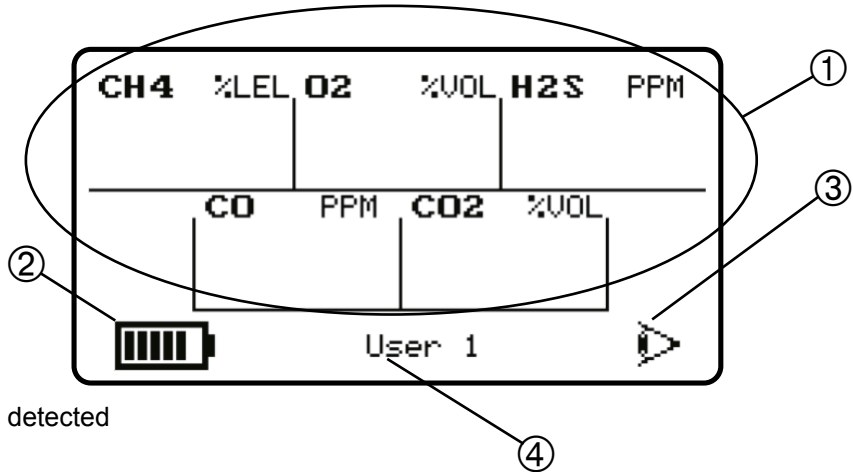 ①
CH4 %LEL O2 %VOL H2S PPM
③
CO PPM CO2 %VOL
②
User 1
detected
④